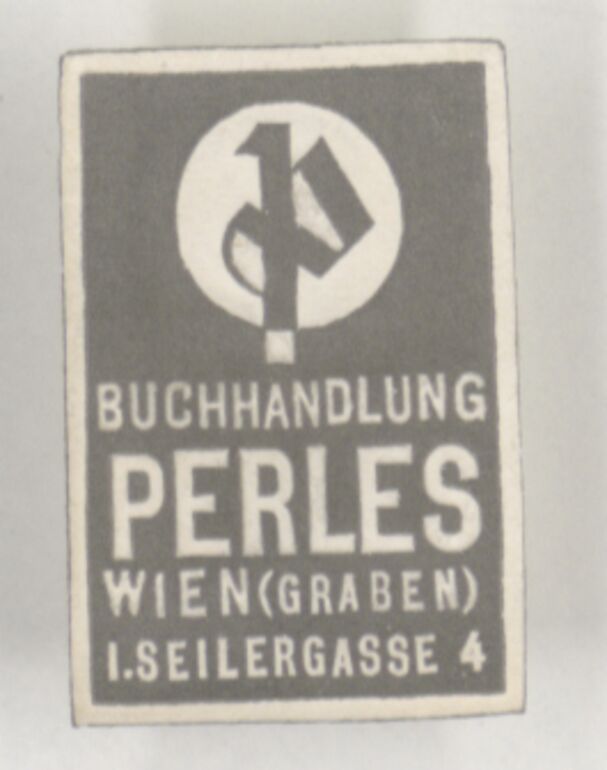 P
BUCHHANDLUNG
PERLES
WIEN (GRABEN)
I. SEILERGASSE 4